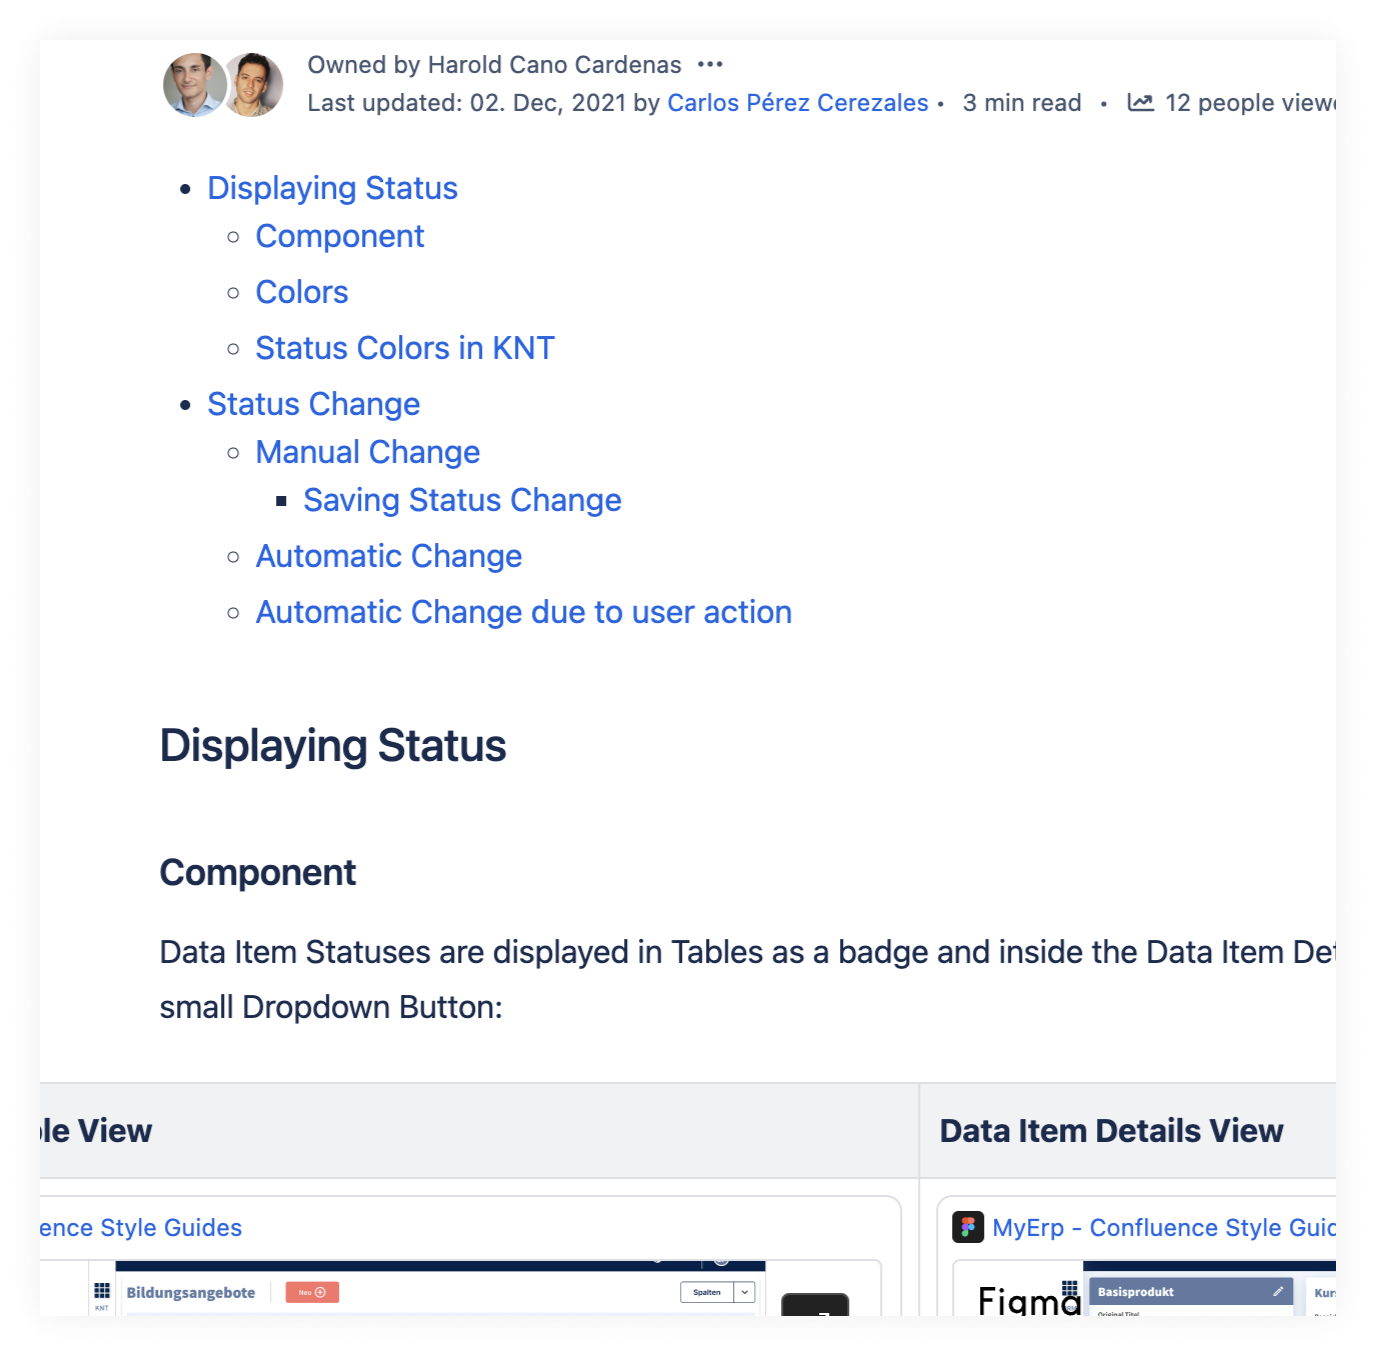 Owned by Harold Cano Cardenas •••
Last updated: 02. Dec, 2021 by Carlos Pérez Cerezales • 3 min read • 12 people viewe
• Displaying Status
◦ Component
◦ Colors
◦ Status Colors in KNT
• Status Change
◦ Manual Change
▪ Saving Status Change
◦ Automatic Change
◦ Automatic Change due to user action
Displaying Status
Component
Data Item Statuses are displayed in Tables as a badge and inside the Data Item Det
small Dropdown Button:
le View
Data Item Details View
ence Style Guides
MyErp - Confluence Style Guid
KNT
Bildungsangebote
Neu
Spalten
Figma
Basisprodukt
Original Titel
Kur